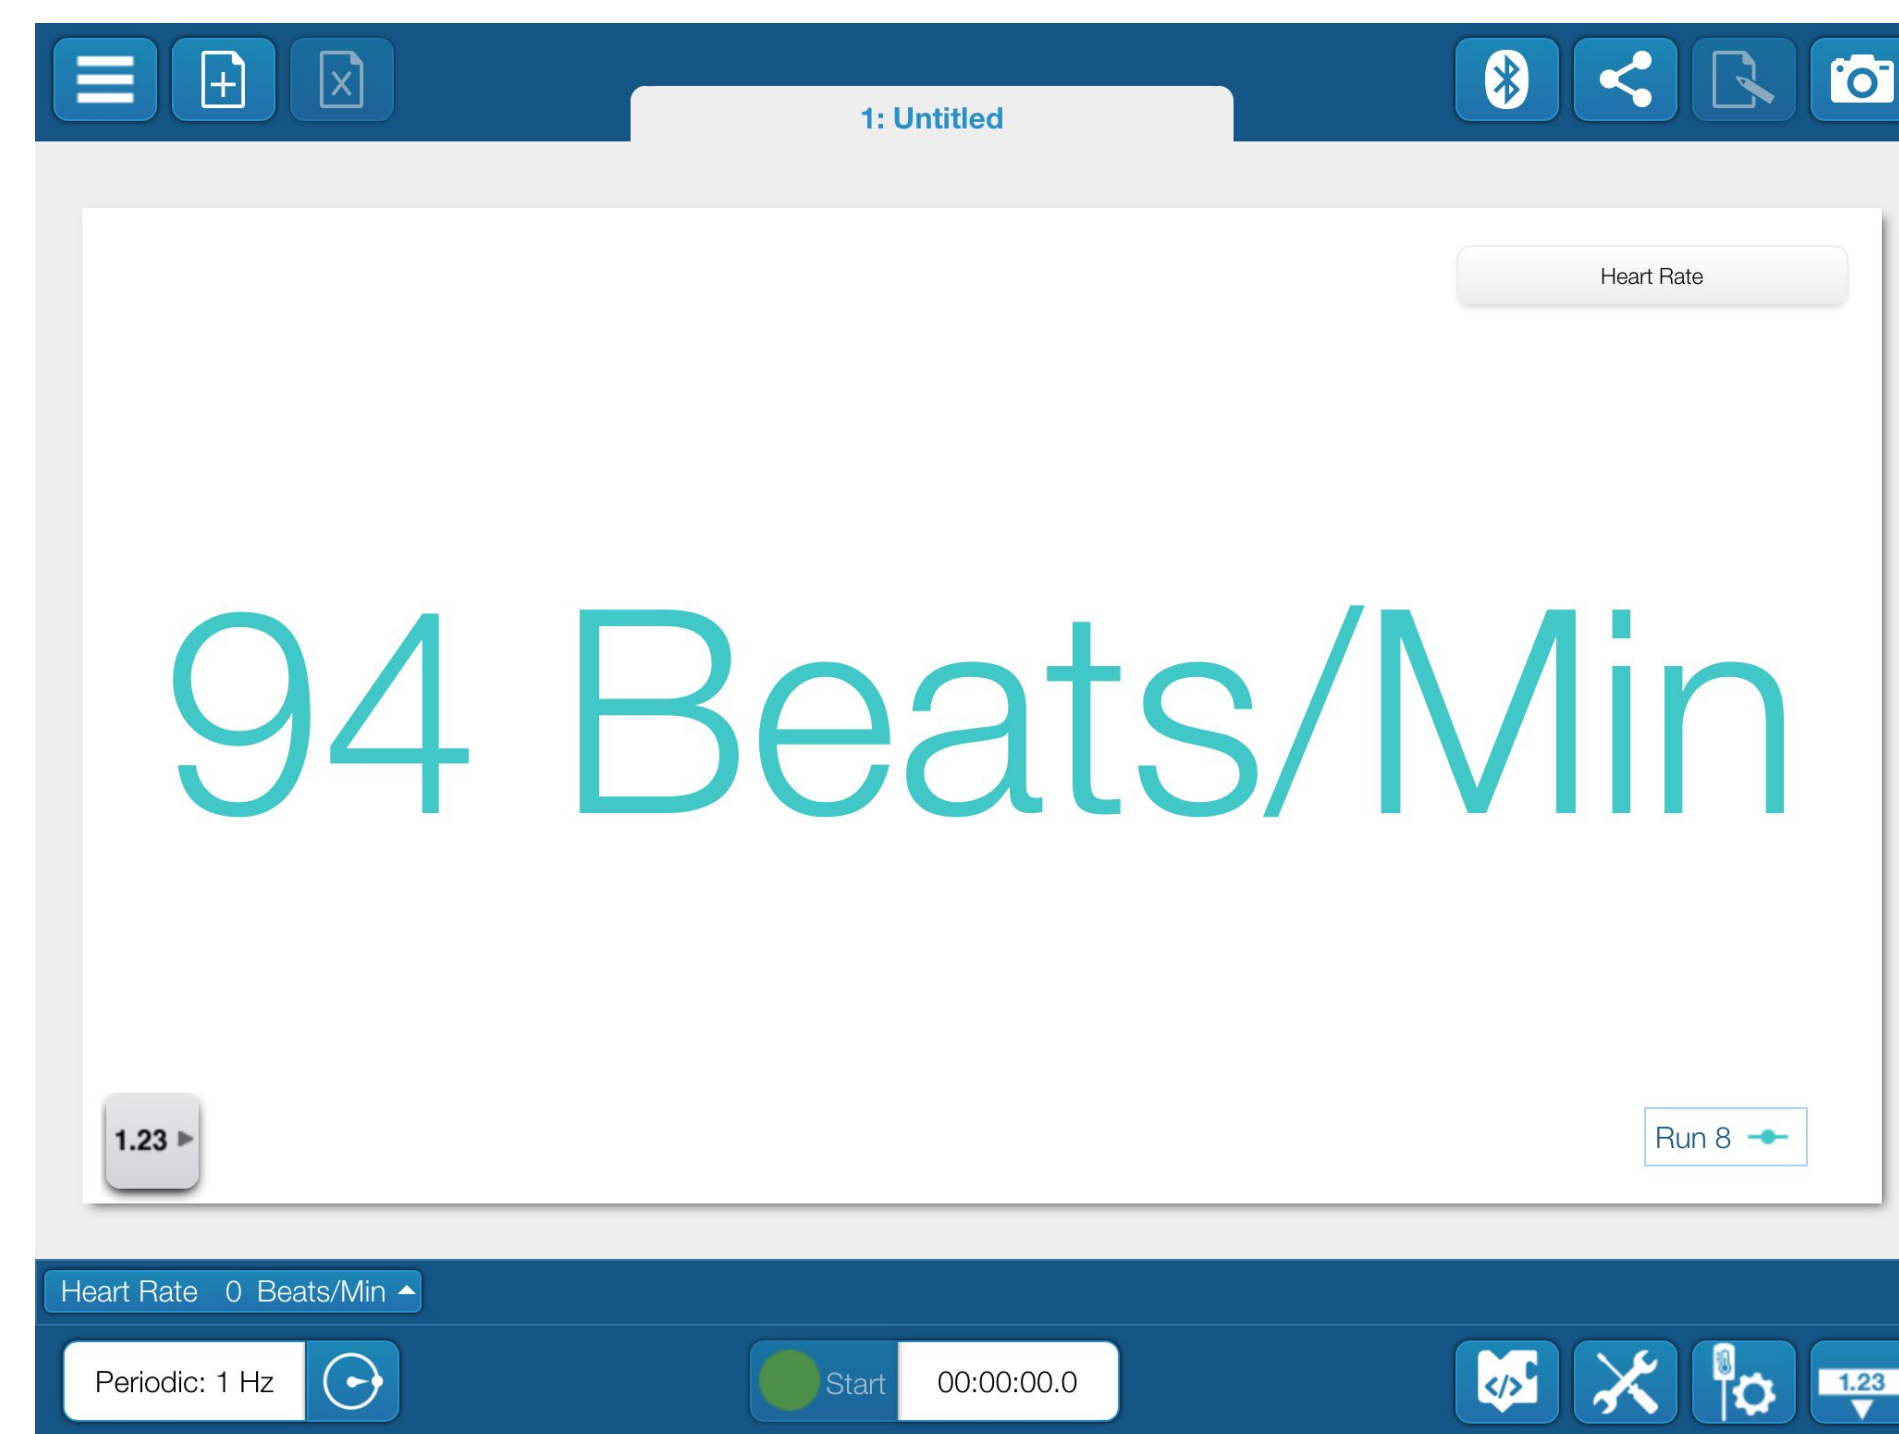 1: Untitled
Heart Rate
94 Beats/Min
1.23
Run 8
Heart Rate 0 Beats/Min
Periodic: 1 Hz
Start
00:00:00.0
</>
1.23